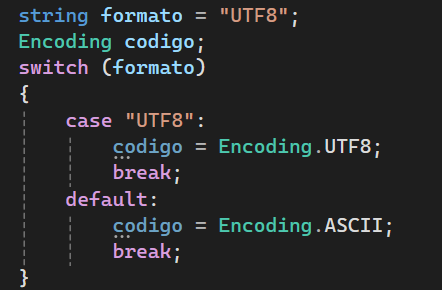 string formato = "UTF8";
Encoding codigo;
switch (formato)
{
    case "UTF8":
        codigo = Encoding.UTF8;
        break;
    default:
        codigo = Encoding.ASCII;
        break;
}